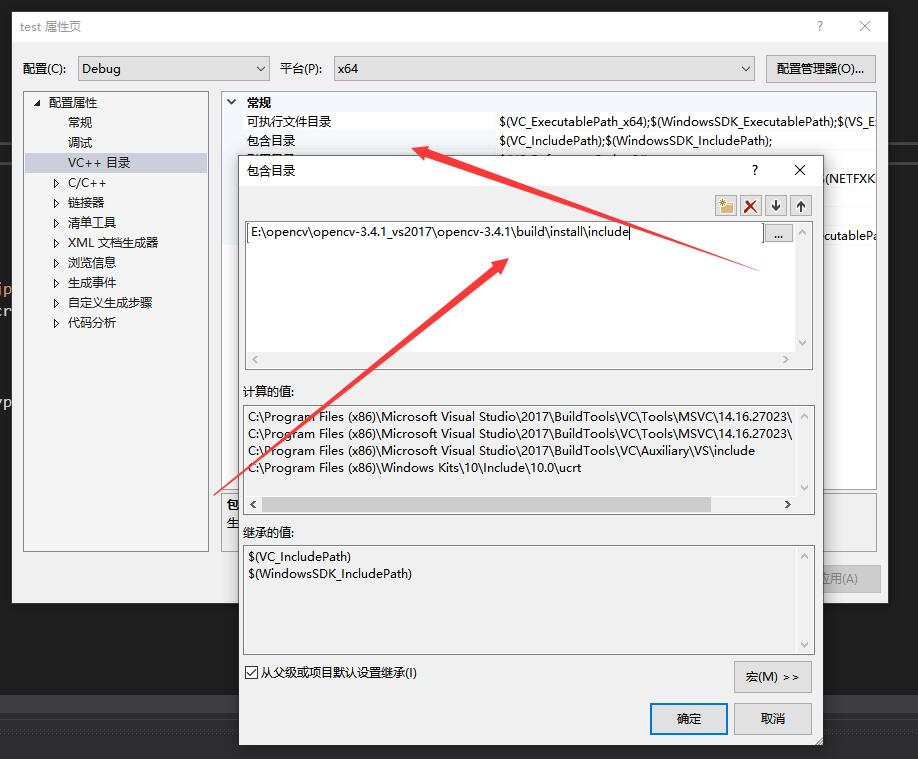 test 属性页
配置(C):
Debug
平台(P):
x64
配置管理器(O)...
配置属性
常规
调试
VC++ 目录
C/C++
链接器
清单工具
XML 文档生成器
浏览信息
生成事件
自定义生成步骤
代码分析
常规
可执行文件目录
$(VC_ExecutablePath_x64);$(WindowsSDK_ExecutablePath);$(VS_Ex
包含目录
$(VC_IncludePath);$(WindowsSDK_IncludePath);
$(NETFXK
cutablePa
包含目录
E:\opencv\opencv-3.4.1_vs2017\opencv-3.4.1\build\install\include
...
计算的值:
C:\Program Files (x86)\Microsoft Visual Studio\2017\BuildTools\VC\Tools\MSVC\14.16.27023\
C:\Program Files (x86)\Microsoft Visual Studio\2017\BuildTools\VC\Tools\MSVC\14.16.27023\
C:\Program Files (x86)\Microsoft Visual Studio\2017\BuildTools\VC\Auxiliary\VS\include
C:\Program Files (x86)\Windows Kits\10\Include\10.0\ucrt
继承的值:
$(VC_IncludePath)
$(WindowsSDK_IncludePath)
从父级或项目默认设置继承(I)
宏(M) >>
确定
取消
包
生
应用(A)